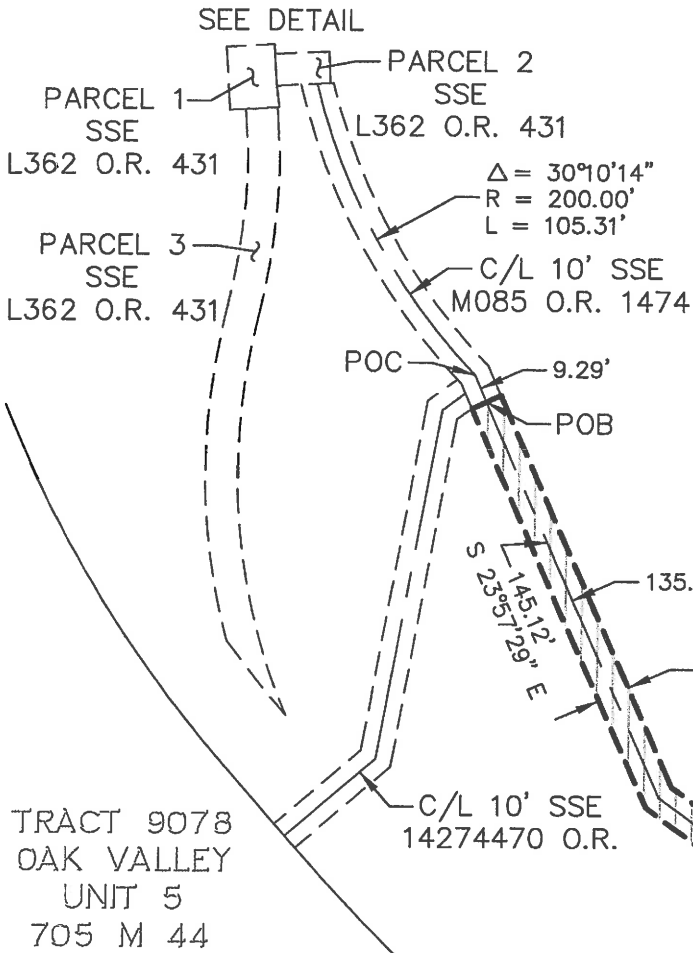 SEE DETAIL
PARCEL 1
SSE
L362 O.R. 431
PARCEL 2
SSE
L362 O.R. 431
Δ = 30°10'14"
R = 200.00'
L = 105.31'
PARCEL 3
SSE
L362 O.R. 431
C/L 10' SSE
M085 O.R. 1474
POC
9.29'
POB
145.12'
S 23°57'29" E
135.
C/L 10' SSE
14274470 O.R.
TRACT 9078
OAK VALLEY
UNIT 5
705 M 44